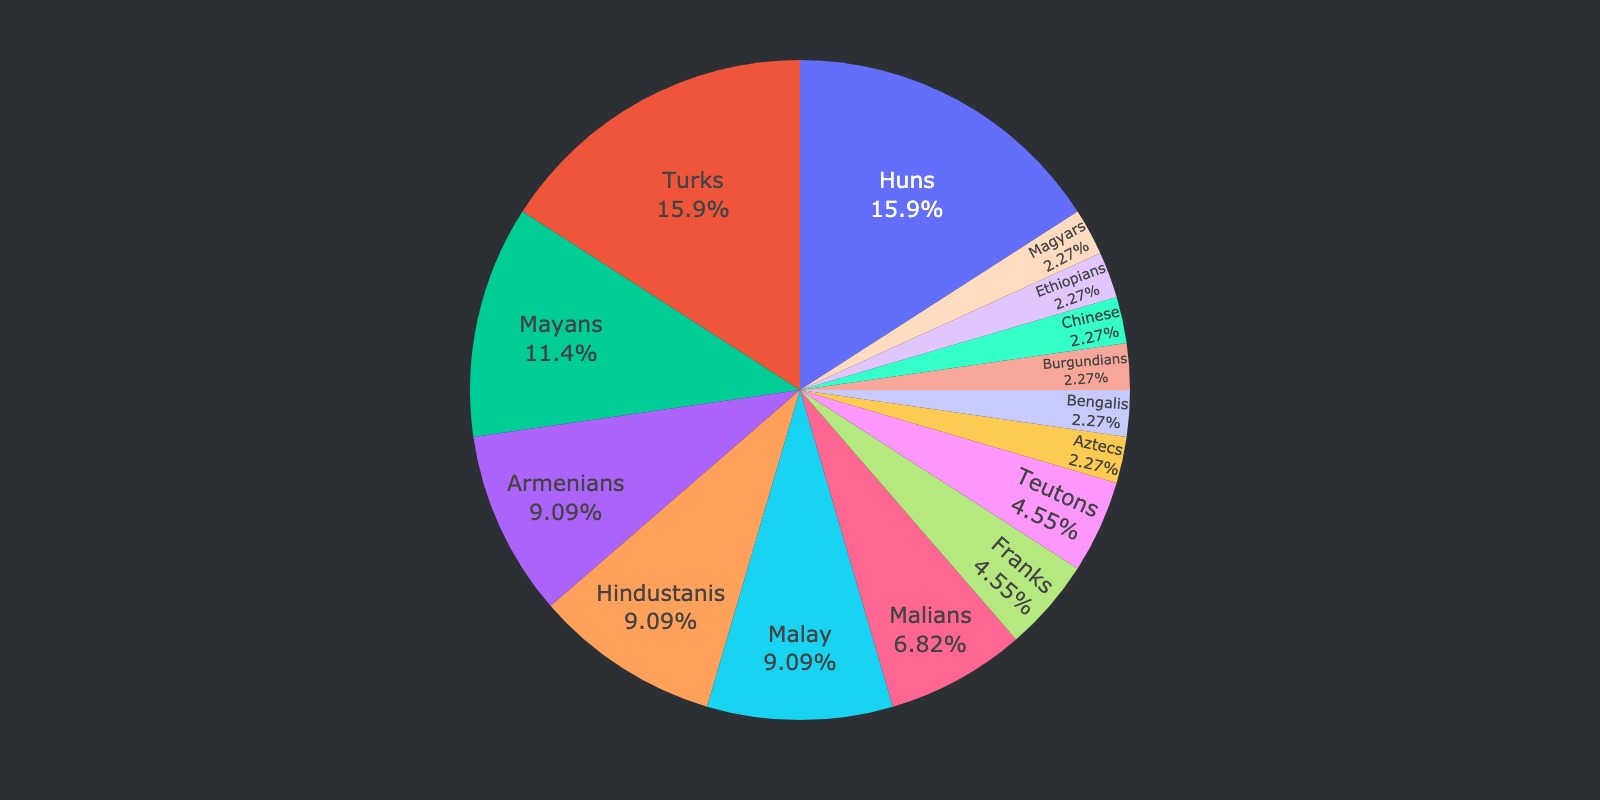 Turks
15.9%
Huns
15.9%
Magyars
2.27%
Ethiopians
2.27%
Chinese
2.27%
Burgundians
2.27%
Bengalis
2.27%
Aztecs
2.27%
Teutons
4.55%
Franks
4.55%
Malians
6.82%
Malay
9.09%
Hindustanis
9.09%
Armenians
9.09%
Mayans
11.4%